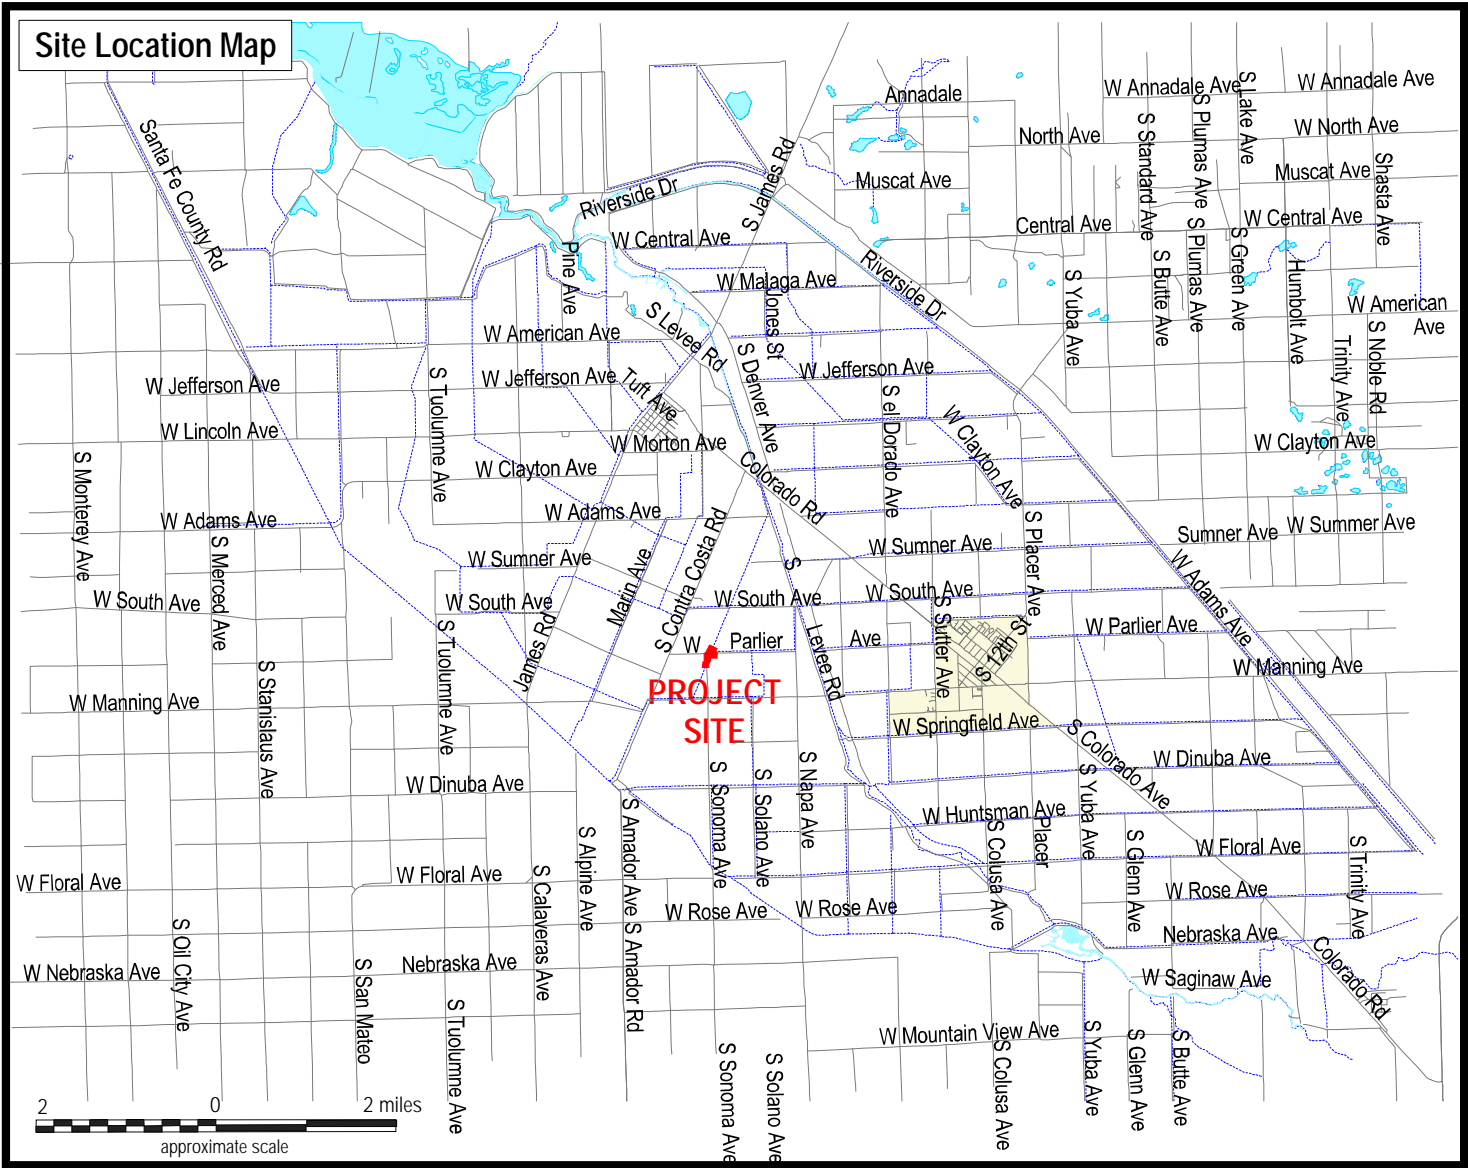 Site Location Map
W Annadale Ave
S Lake Ave
W Annadale Ave
Annadale
S Plumas Ave
S Standard Ave
North Ave
W North Ave
Santa Fe County Rd
S James Rd
Muscat Ave
Muscat Ave
Shasta Ave
Riverside Dr
Central Ave
W Central Ave
W Central Ave
Pine Ave
S Plumas Ave
S Green Ave
S Butte Ave
Riverside Dr
W Malaga Ave
Jones St
S Yuba Ave
Humbolt Ave
W American
Ave
S Levee Rd
W American Ave
S Noble Rd
Trinity Ave
S Denver Ave
W Jefferson Ave
W Jefferson Ave
W Jefferson Ave
Tuft Ave
S Tuolumne Ave
S el Dorado Ave
W Clayton Ave
W Lincoln Ave
W Morton Ave
W Clayton Ave
S Monterey Ave
W Clayton Ave
Colorado Rd
W Adams Ave
W Adams Ave
S Contra Costa Rd
S Placer Ave
Sumner Ave
W Summer Ave
S Merced Ave
W Sumner Ave
W Sumner Ave
Marin Ave
S
Levee Rd
W Adams Ave
W South Ave
W South Ave
W South Ave
W South Ave
S Sutter Ave
S 12th St
James Rd
S Tuolumne Ave
W Parlier Ave
W Parlier Ave
W Manning Ave
PROJECT
SITE
S Stanislaus Ave
W Manning Ave
W Springfield Ave
S Colorado Ave
W Dinuba Ave
W Dinuba Ave
S Sonoma Ave
S Solano Ave
S Napa Ave
S Yuba Ave
W Huntsman Ave
S Amador Ave
S Alpine Ave
S Colusa Ave
Placer
S Glenn Ave
W Floral Ave
S Trinity Ave
W Floral Ave
W Floral Ave
S Calaveras Ave
W Rose Ave
W Rose Ave
W Rose Ave
S Oil City Ave
S Amador Rd
Nebraska Ave
Colorado Rd
W Nebraska Ave
Nebraska Ave
S San Mateo
W Saginaw Ave
S Tuolumne Ave
W Mountain View Ave
S Yuba Ave
S Glenn Ave
S Butte Ave
S Colusa Ave
S Sonoma Ave
S Solano Ave
2 0 2 miles
approximate scale